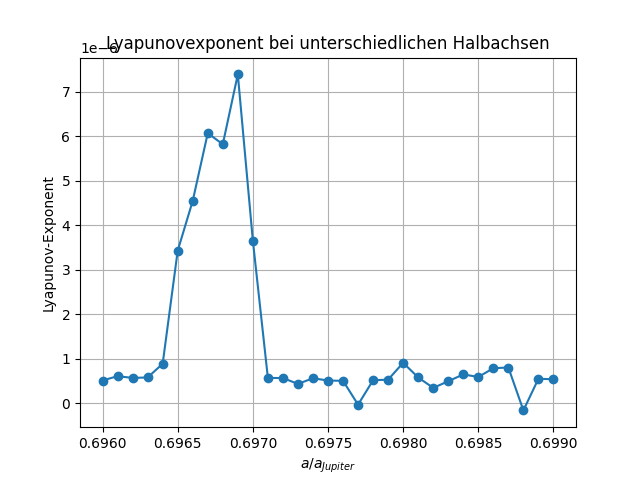 Lyapunovexponent bei unterschiedlichen Halbachsen
1e−6
7
6
5
4
3
2
1
0
Lyapunov-Exponent
0.6960 0.6965 0.6970 0.6975 0.6980 0.6985 0.6990
a/a_Jupiter